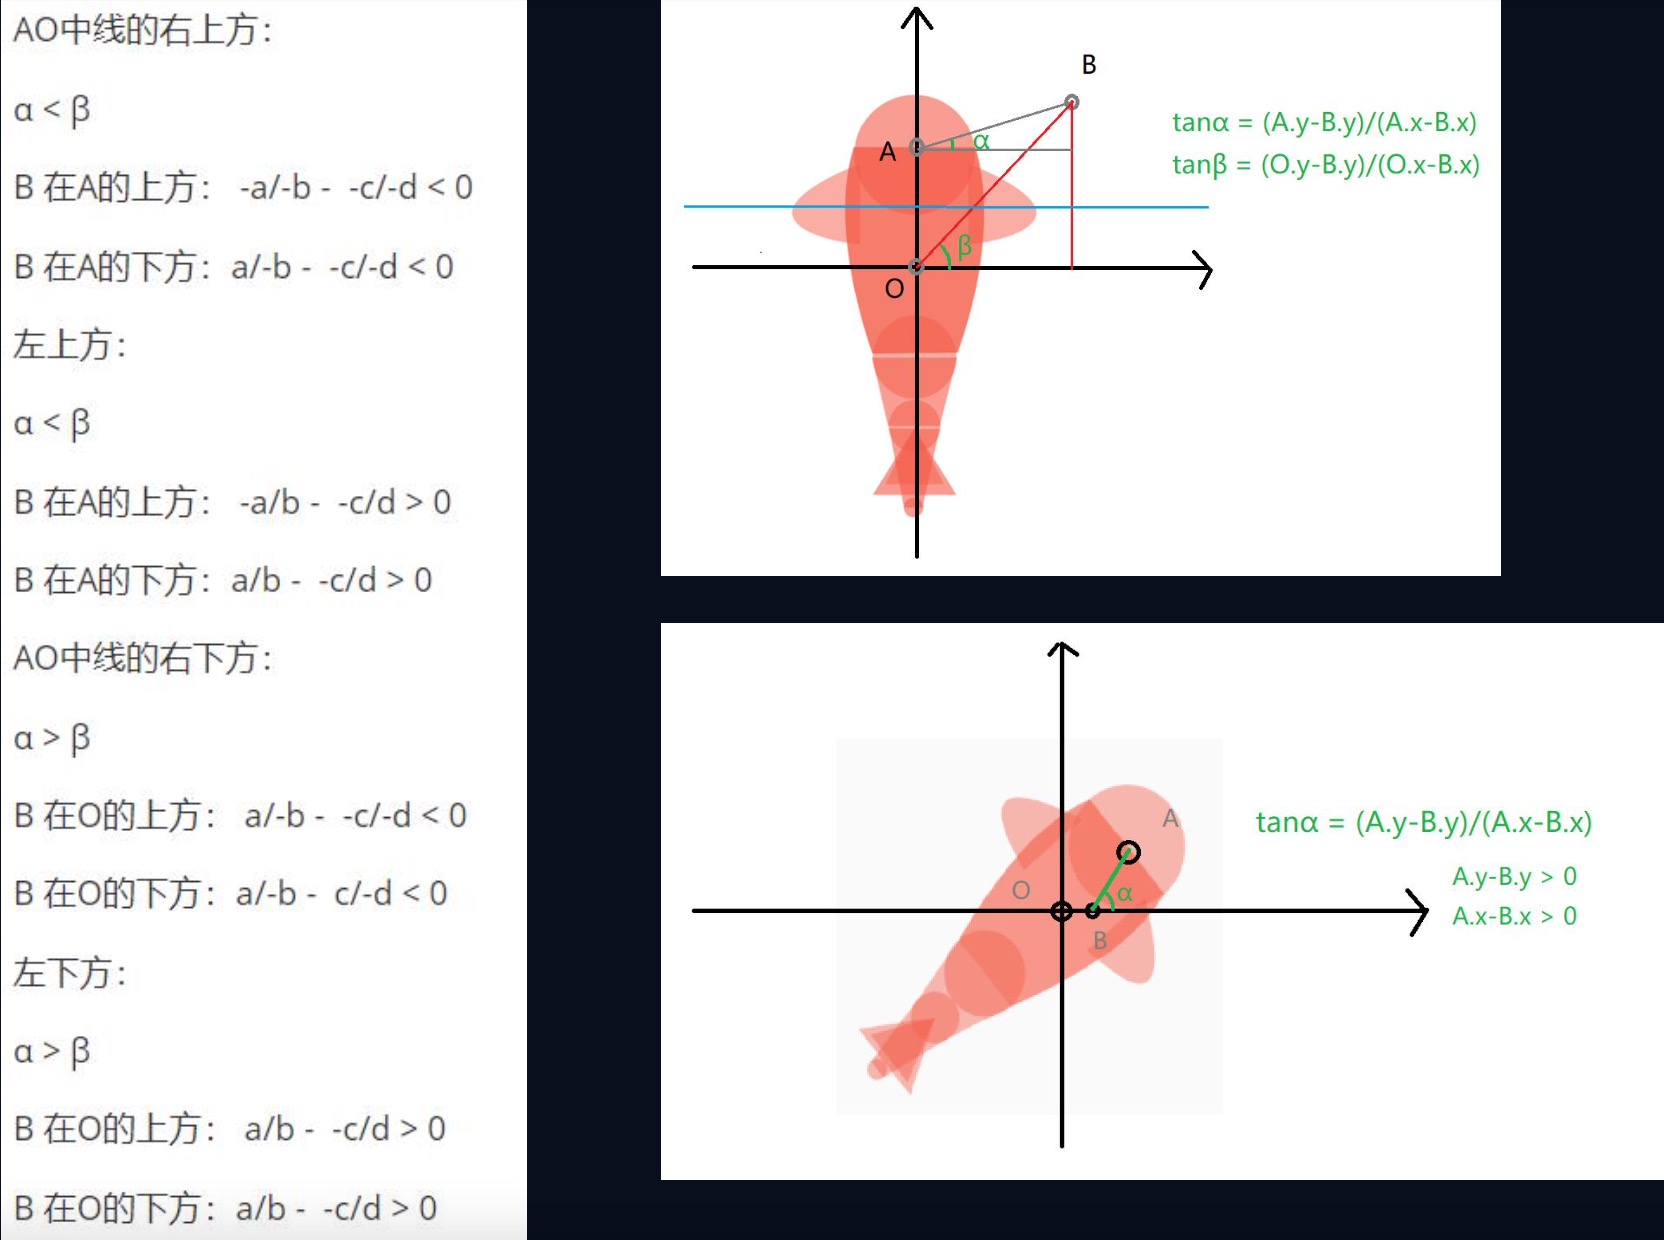 AO中线的右上方：
α < β
B 在A的上方： -a/-b - -c/-d < 0
B 在A的下方：a/-b - -c/-d < 0
左上方：
α < β
B 在A的上方： -a/b - -c/d > 0
B 在A的下方：a/b - -c/d > 0
AO中线的右下方：
α > β
B 在O的上方： a/-b - -c/-d < 0
B 在O的下方：a/-b - c/-d < 0
左下方：
α > β
B 在O的上方： a/b - -c/d > 0
B 在O的下方：a/b - -c/d > 0
B
A
α
β
O
tanα = (A.y-B.y)/(A.x-B.x)
tanβ = (O.y-B.y)/(O.x-B.x)
A
O
α
B
tanα = (A.y-B.y)/(A.x-B.x)
A.y-B.y > 0
A.x-B.x > 0